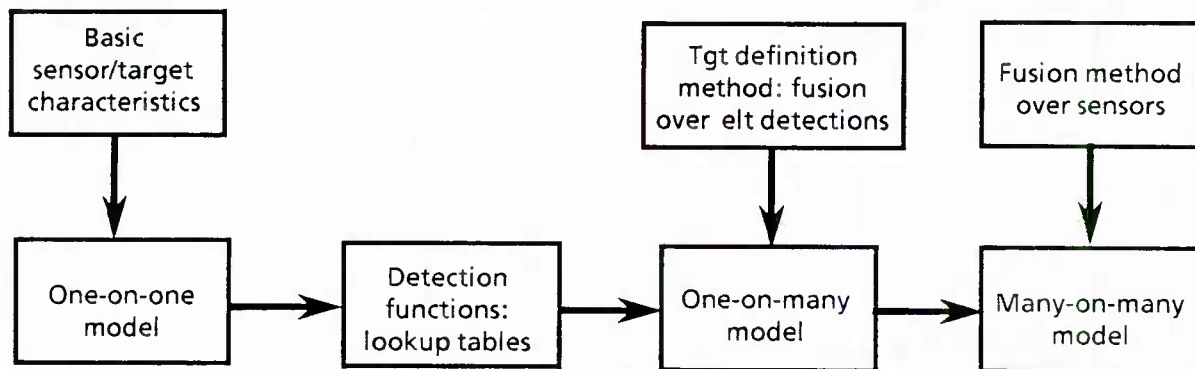 Basic
sensor/target
characteristics
Tgt definition
method: fusion
over elt detections
Fusion method
over sensors
One-on-one
model
Detection
functions:
lookup tables
One-on-many
model
Many-on-many
model